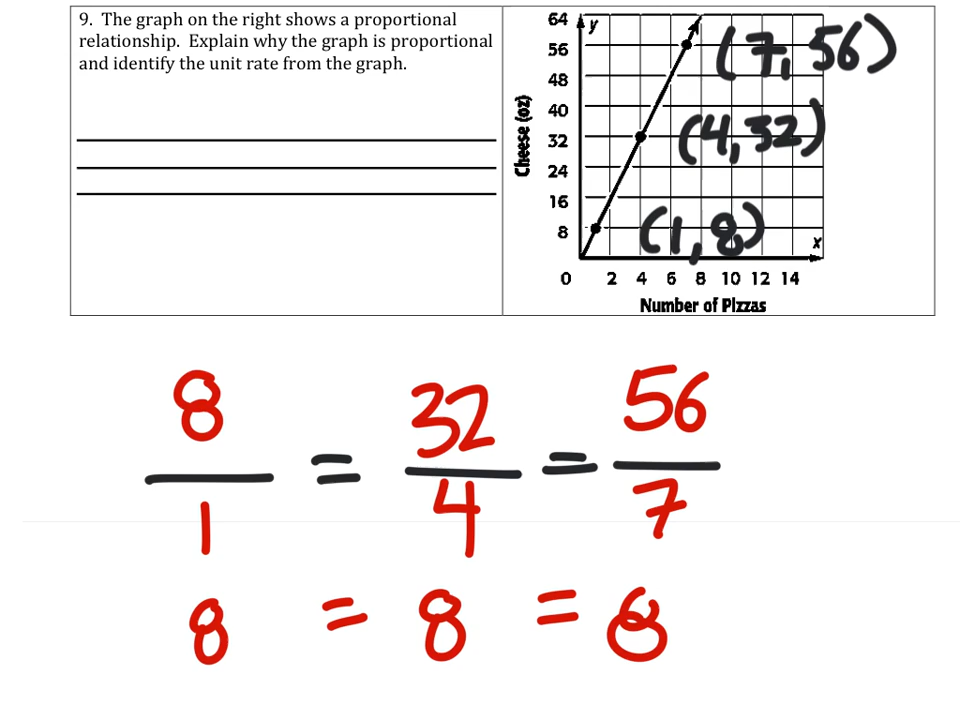 9. The graph on the right shows a proportional
relationship. Explain why the graph is proportional
and identify the unit rate from the graph.
64
y
(7, 56)
56
48
40
(4, 32)
32
24
16
(1, 8)
8
x
0 2 4 6 8 10 12 14
Cheese (oz)
Number of Pizzas
8/1 = 32/4 = 56/7
8 = 8 = 8